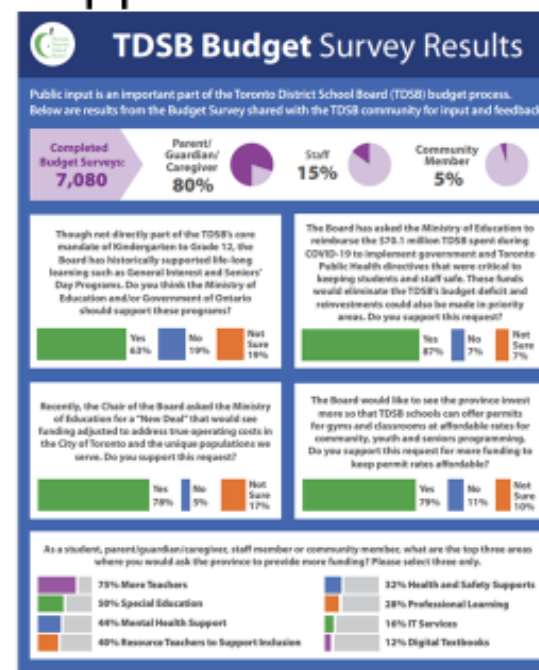 TDSB Budget Survey Results
Public input is an important part of the Toronto District School Board (TDSB) budget process.
Below are results from the Budget Survey shared with the TDSB community for input and feedback
Completed
Budget Surveys:
7,080
Parent/
Guardian/
Caregiver
80%
Staff
15%
Community
Member
5%
Though not directly part of the TDSB's core
mandate of Kindergarten to Grade 12, the
Board has historically supported life-long
learning such as General Interest and Seniors'
Day Programs. Do you think the Ministry of
Education and/or Government of Ontario
should support these programs?
Yes
63%
No
19%
Not
Sure
The Board has asked the Ministry of Education to
reimburse the $70.1 million TDSB spent during
COVID-19 to implement government and Toronto
Public Health directives that were critical to
keeping students and staff safe. These funds
would eliminate the TDSB's budget deficit and
reinvestments could also be made in priority
areas. Do you support this request?
Yes
87%
No
7%
Not
Sure
7%
Recently, the Chair of the Board asked the Ministry
of Education for a "New Deal" that would see
funding adjusted to address true operating costs in
the City of Toronto and the unique populations we
serve. Do you support this request?
Yes
78%
No
5%
Not
Sure
17%
The Board would like to see the province invest
more so that TDSB schools can offer permits
for gyms and classrooms at affordable rates for
community, youth and seniors programming.
Do you support this request for more funding to
keep permit rates affordable?
Yes
79%
No
11%
Not
Sure
10%
As a student, parent/guardian/caregiver, staff member or community member, what are the top three areas
where you would ask the province to provide more funding? Please select three only.
75% More Teachers
50% Special Education
44% Mental Health Support
40% Resource Teachers to Support Inclusion
32% Health and Safety Supports
28% Professional Learning
16% IT Services
12% Digital Textbooks